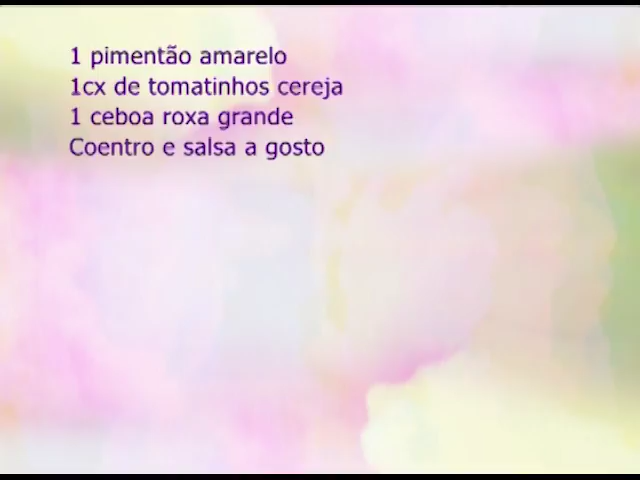 1 pimentão amarelo
1cx de tomatinhos cereja
1 ceboa roxa grande
Coentro e salsa a gosto